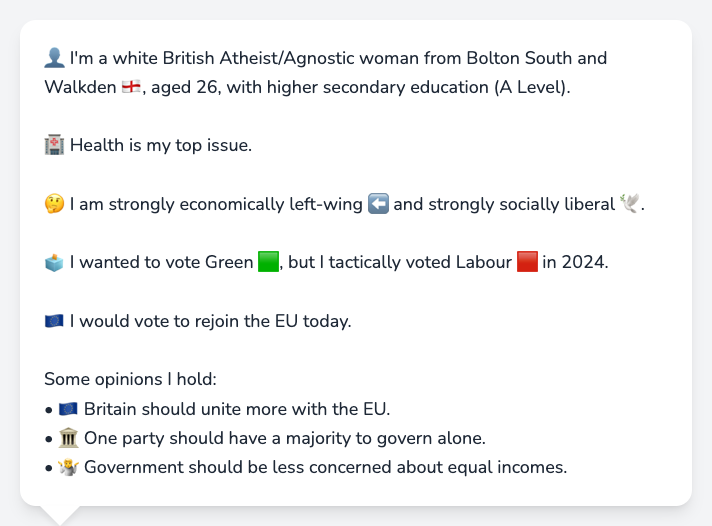 👤 I'm a white British Atheist/Agnostic woman from Bolton South and
Walkden 🏴󠁧󠁢󠁥󠁮󠁧󠁿, aged 26, with higher secondary education (A Level).
🏥 Health is my top issue.
🤔 I am strongly economically left-wing ⬅️ and strongly socially liberal 🕊️.
🗳️ I wanted to vote Green 🟩, but I tactically voted Labour 🟥 in 2024.
🇪🇺 I would vote to rejoin the EU today.
Some opinions I hold:
• 🇪🇺 Britain should unite more with the EU.
• 🏛️ One party should have a majority to govern alone.
• 🤷 Government should be less concerned about equal incomes.